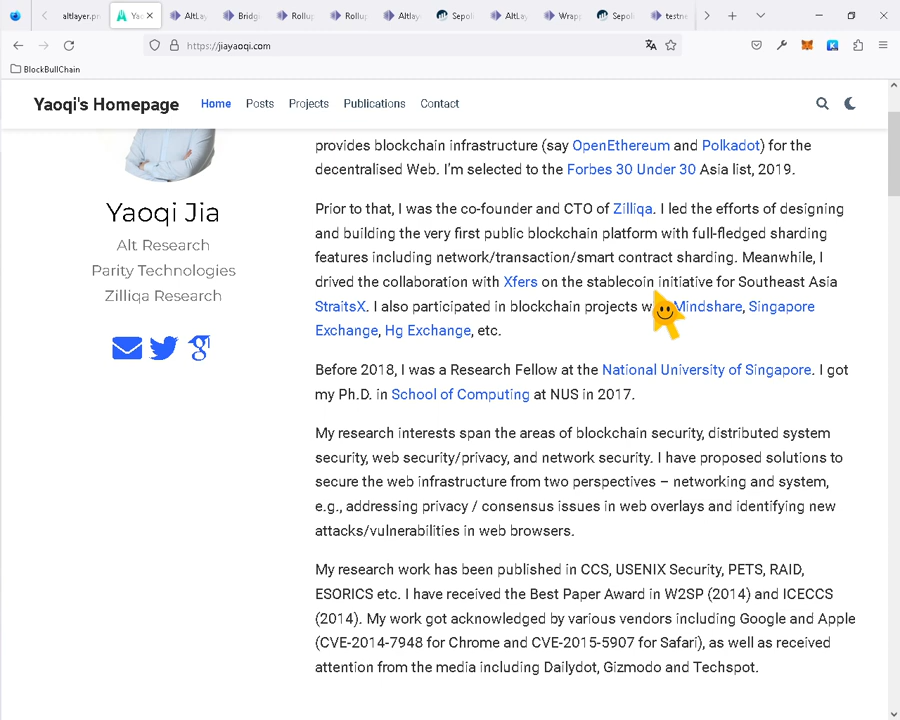 altlayer.pr
Ya
AltLa
Bridg
Rollup
Rollup
Altlay
Sepol
AltLa
Wrap
Sepol
testne
https://jiayaoqi.com
BlockBullChain
Yaoqi's Homepage
Home
Posts
Projects
Publications
Contact
Yaoqi Jia
Alt Research
Parity Technologies
Zilliqa Research
provides blockchain infrastructure (say OpenEthereum and Polkadot) for the
decentralised Web. I'm selected to the Forbes 30 Under 30 Asia list, 2019.
Prior to that, I was the co-founder and CTO of Zilliqa. I led the efforts of designing
and building the very first public blockchain platform with full-fledged sharding
features including network/transaction/smart contract sharding. Meanwhile, I
drived the collaboration with Xfers on the stablecoin initiative for Southeast Asia
StraitsX. I also participated in blockchain projects w Mindshare, Singapore
Exchange, Hg Exchange, etc.
Before 2018, I was a Research Fellow at the National University of Singapore. I got
my Ph.D. in School of Computing at NUS in 2017.
My research interests span the areas of blockchain security, distributed system
security, web security/privacy, and network security. I have proposed solutions to
secure the web infrastructure from two perspectives – networking and system,
e.g., addressing privacy / consensus issues in web overlays and identifying new
attacks/vulnerabilities in web browsers.
My research work has been published in CCS, USENIX Security, PETS, RAID,
ESORICS etc. I have received the Best Paper Award in W2SP (2014) and ICECCS
(2014). My work got acknowledged by various vendors including Google and Apple
(CVE-2014-7948 for Chrome and CVE-2015-5907 for Safari), as well as received
attention from the media including Dailydot, Gizmodo and Techspot.